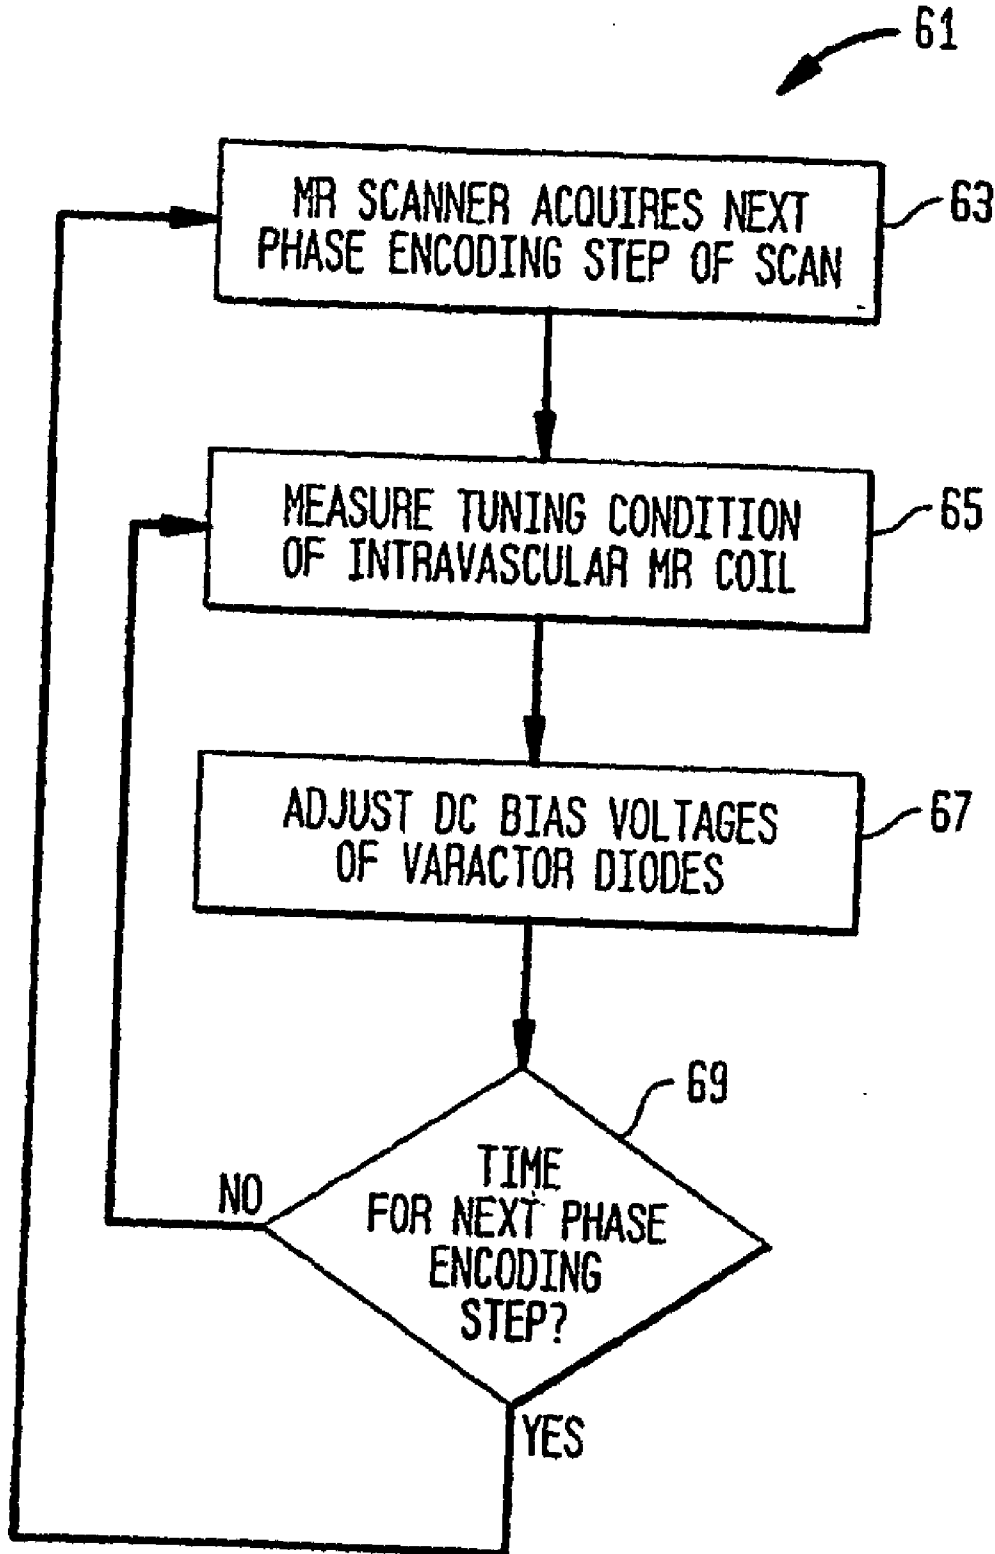 61
MR SCANNER ACQUIRES NEXT
PHASE ENCODING STEP OF SCAN
63
MEASURE TUNING CONDITION
OF INTRAVASCULAR MR COIL
65
ADJUST DC BIAS VOLTAGES
OF VARACTOR DIODES
67
69
TIME
FOR NEXT PHASE
ENCODING
STEP?
NO
YES